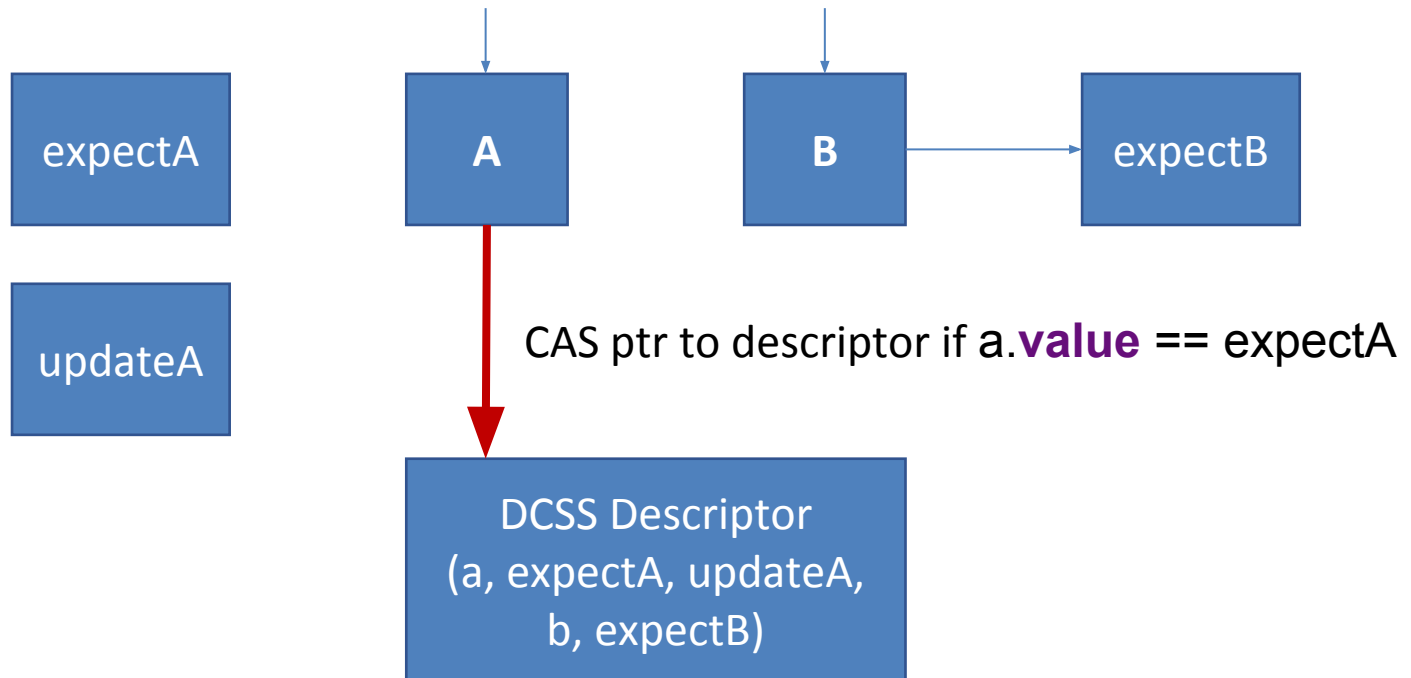 expectA
A
B
expectB
updateA
CAS ptr to descriptor if a.value == expectA
DCSS Descriptor
(a, expectA, updateA,
b, expectB)